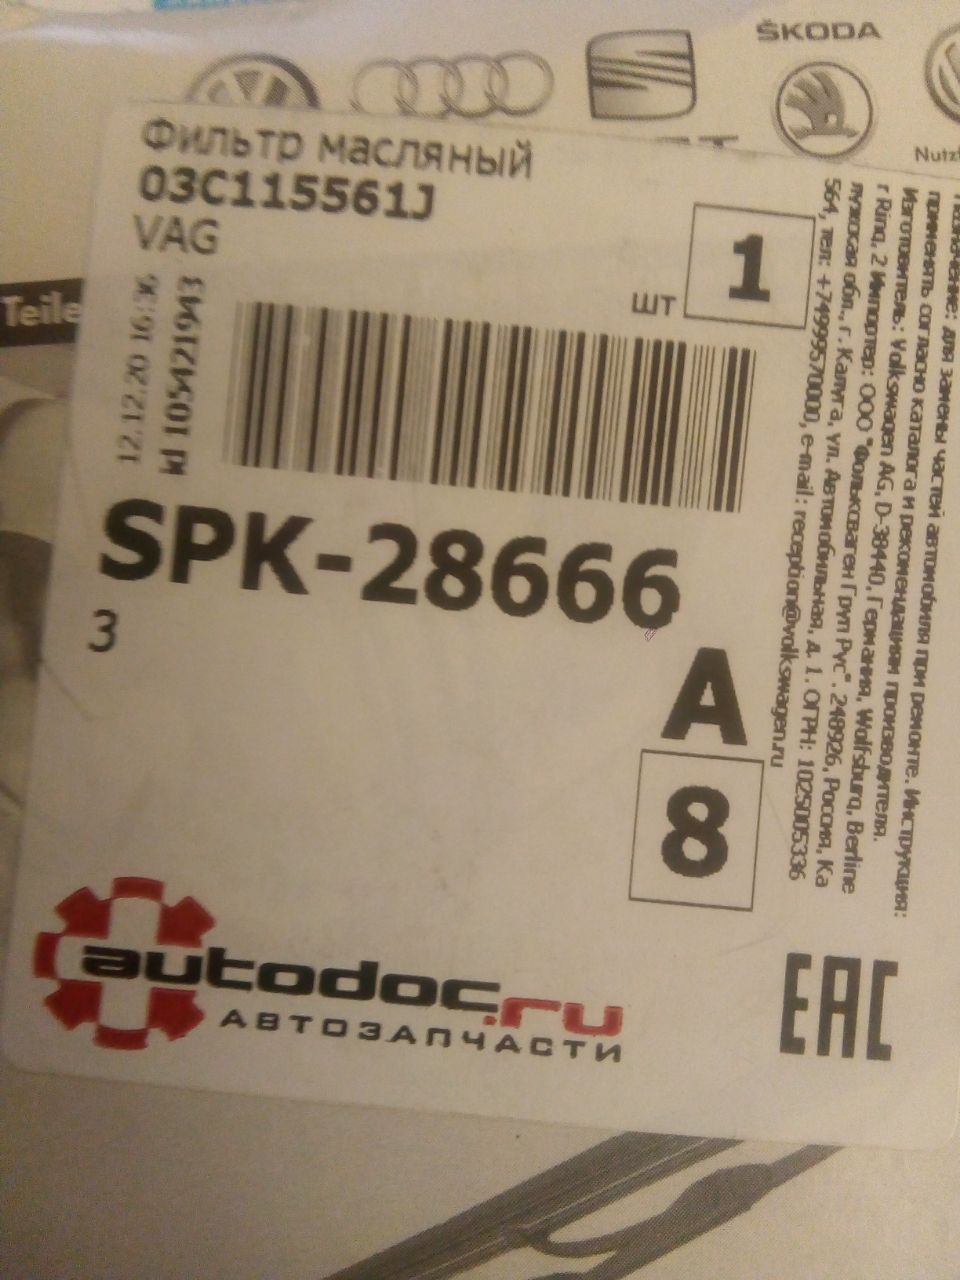 ŠKODA
Nutzf
Teile
Фильтр масляный
03C115561J
VAG
1
шт
12.12.20 16:36
id 105421943
SPK-28666
3
A
8
Назначение: для замены частей автомобиля при ремонте. Инструкция:
применять согласно каталога и рекомендациям производителя.
Изготовитель: Volkswagen AG, D-38440, Германия, Wolfsburg, Berline
r Ring, 2 Импортер: ООО "Фольксваген Груп Рус". 248926, Россия, Ка
лужская обл., г. Калуга, ул. Автомобильная, д. 1. ОГРН: 1025005336
564, тел: +74999570000, e-mail: reception@volkswagen.ru
autodoc.ru
АВТОЗАПЧАСТИ
EAC